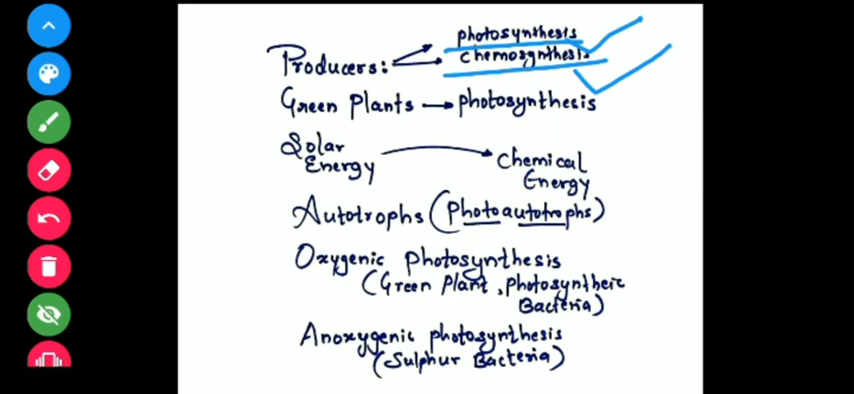 photosynthesis
Producers: chemosynthesis
Green Plants → photosynthesis
Solar
Energy
Chemical
Energy
Autotrophs (Photoautotrophs)
Oxygenic photosynthesis
(Green Plant, photosyntheic
Bacteria)
Anoxygenic photosynthesis
(Sulphur Bacteria)